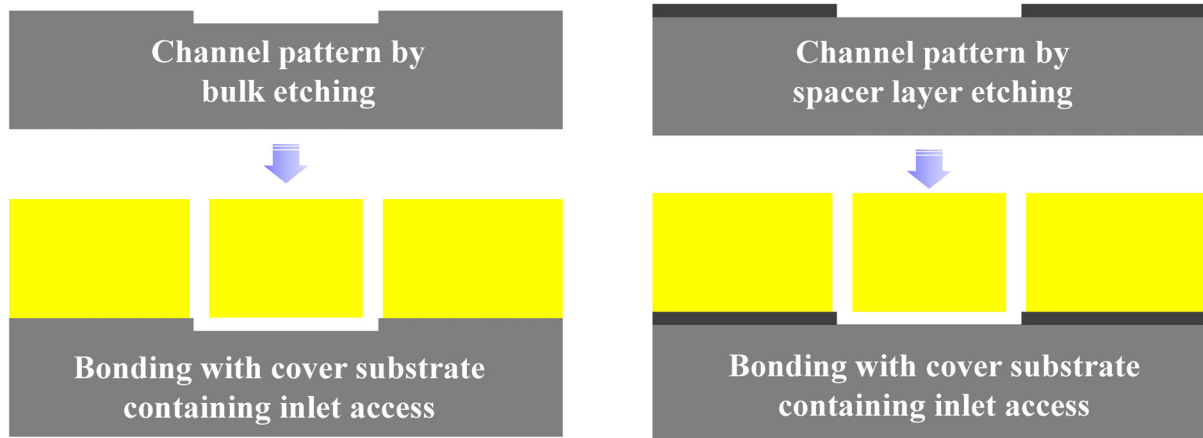 Channel pattern by
bulk etching
Bonding with cover substrate
containing inlet access
Channel pattern by
spacer layer etching
Bonding with cover substrate
containing inlet access